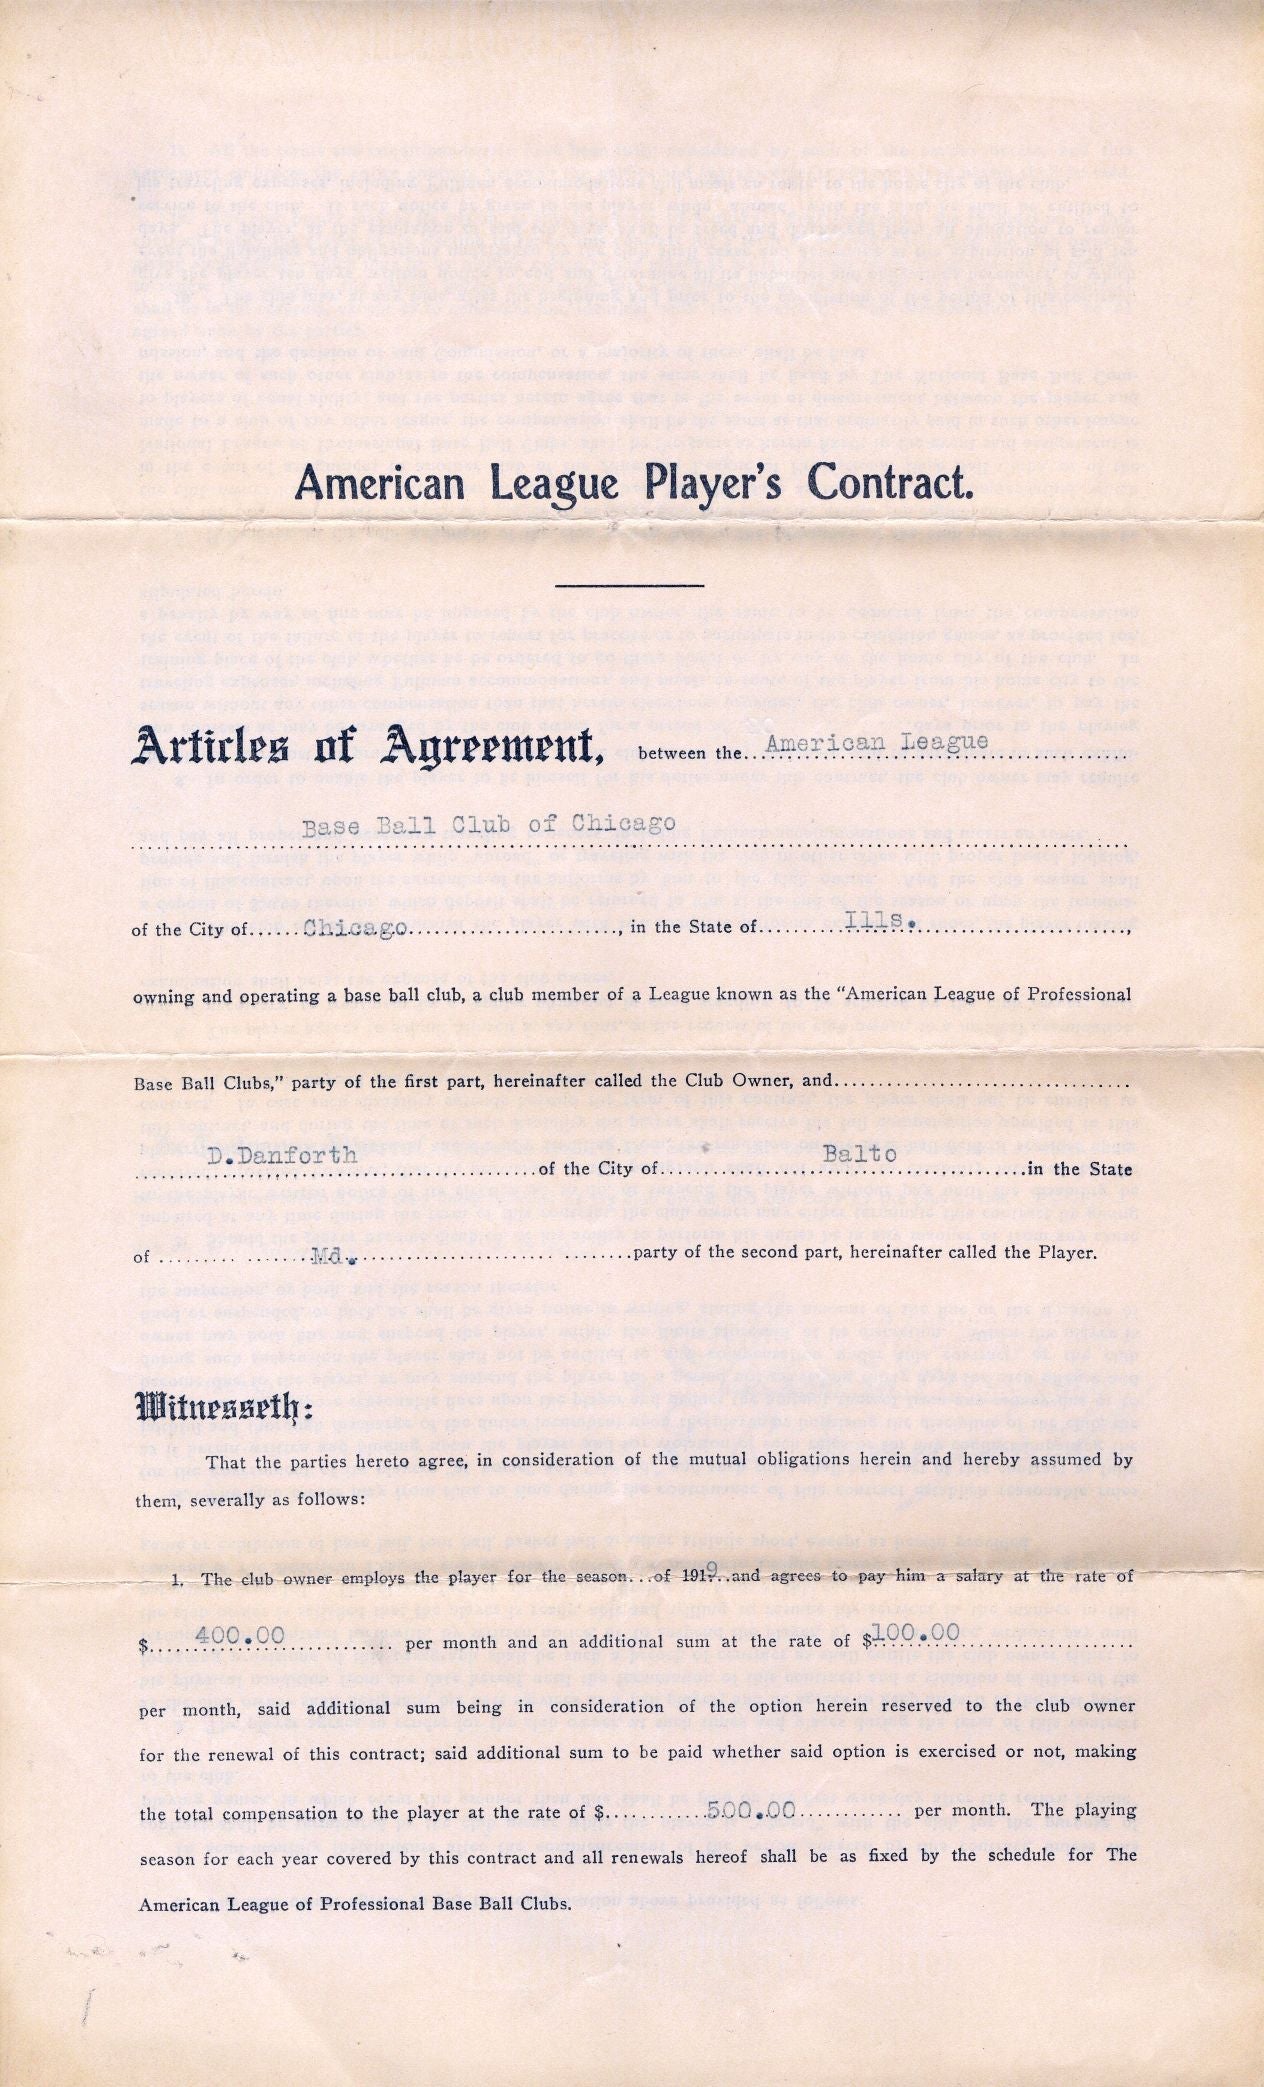 American League Player's Contract.
Articles of Agreement, between the American League
Base Ball Club of Chicago
of the City of Chicago, in the State of Ills.,
owning and operating a base ball club, a club member of a League known as the "American League of Professional
Base Ball Clubs," party of the first part, hereinafter called the Club Owner, and
D.Danforth of the City of Balto in the State
of Md. party of the second part, hereinafter called the Player.
Witnesseth:
That the parties hereto agree, in consideration of the mutual obligations herein and hereby assumed by
them, severally as follows:
1. The club owner employs the player for the season of 1919 and agrees to pay him a salary at the rate of
$ 400.00 per month and an additional sum at the rate of $100.00
per month, said additional sum being in consideration of the option herein reserved to the club owner
for the renewal of this contract; said additional sum to be paid whether said option is exercised or not, making
the total compensation to the player at the rate of $ 500.00 per month. The playing
season for each year covered by this contract and all renewals hereof shall be as fixed by the schedule for The
American League of Professional Base Ball Clubs.